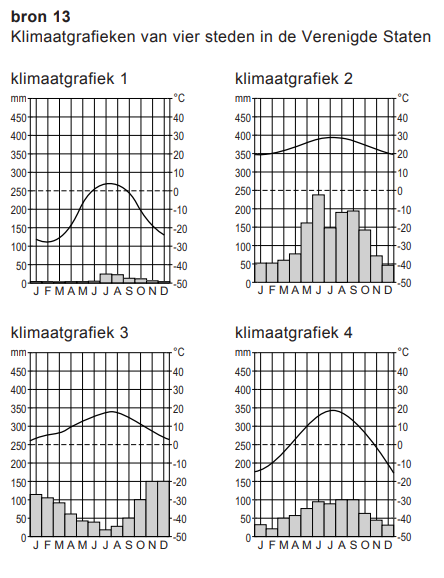 bron 13
Klimaatgrafieken van vier steden in de Verenigde Staten
klimaatgrafiek 1
mm °C
450 40
400 30
350 20
300 10
250 0
200 -10
150 -20
100 -30
50 -40
0 -50
J F M A M J J A S O N D
klimaatgrafiek 2
mm °C
450 40
400 30
350 20
300 10
250 0
200 -10
150 -20
100 -30
50 -40
0 -50
J F M A M J J A S O N D
klimaatgrafiek 3
mm °C
450 40
400 30
350 20
300 10
250 0
200 -10
150 -20
100 -30
50 -40
0 -50
J F M A M J J A S O N D
klimaatgrafiek 4
mm °C
450 40
400 30
350 20
300 10
250 0
200 -10
150 -20
100 -30
50 -40
0 -50
J F M A M J J A S O N D